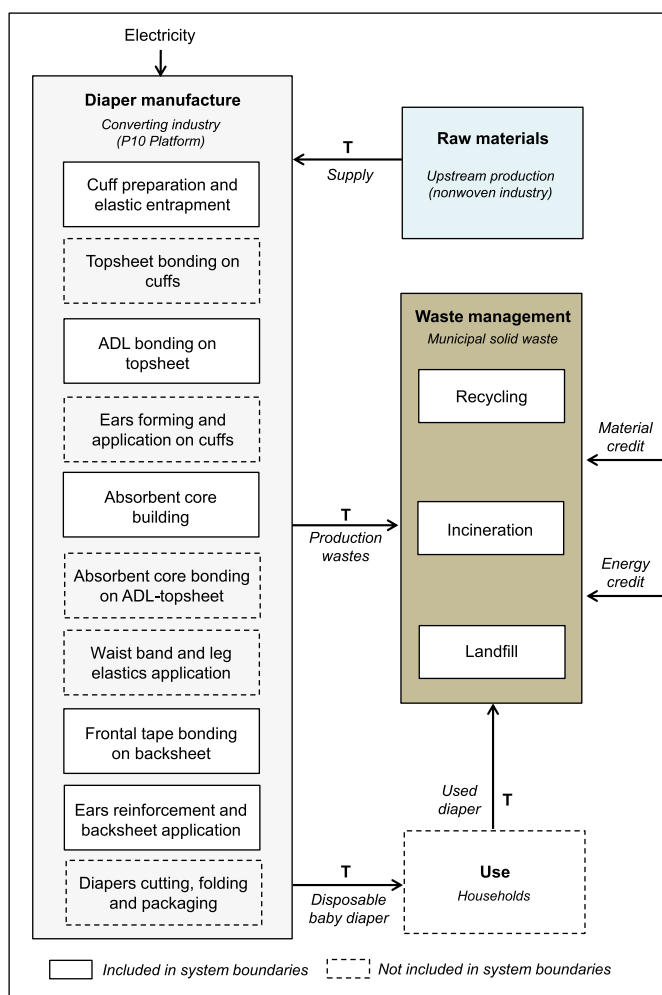 Electricity
Diaper manufacture
Converting industry
(P10 Platform)
Cuff preparation and
elastic entrapment
Topsheet bonding on
cuffs
ADL bonding on
topsheet
Ears forming and
application on cuffs
Absorbent core
building
Absorbent core bonding
on ADL-topsheet
Waist band and leg
elastics application
Frontal tape bonding
on backsheet
Ears reinforcement and
backsheet application
Diapers cutting, folding
and packaging
T
Supply
Raw materials
Upstream production
(nonwoven industry)
Waste management
Municipal solid waste
Recycling
Incineration
Landfill
Material
credit
Energy
credit
T
Production
wastes
Used
diaper
T
T
Disposable
baby diaper
Use
Households
Included in system boundaries
Not included in system boundaries